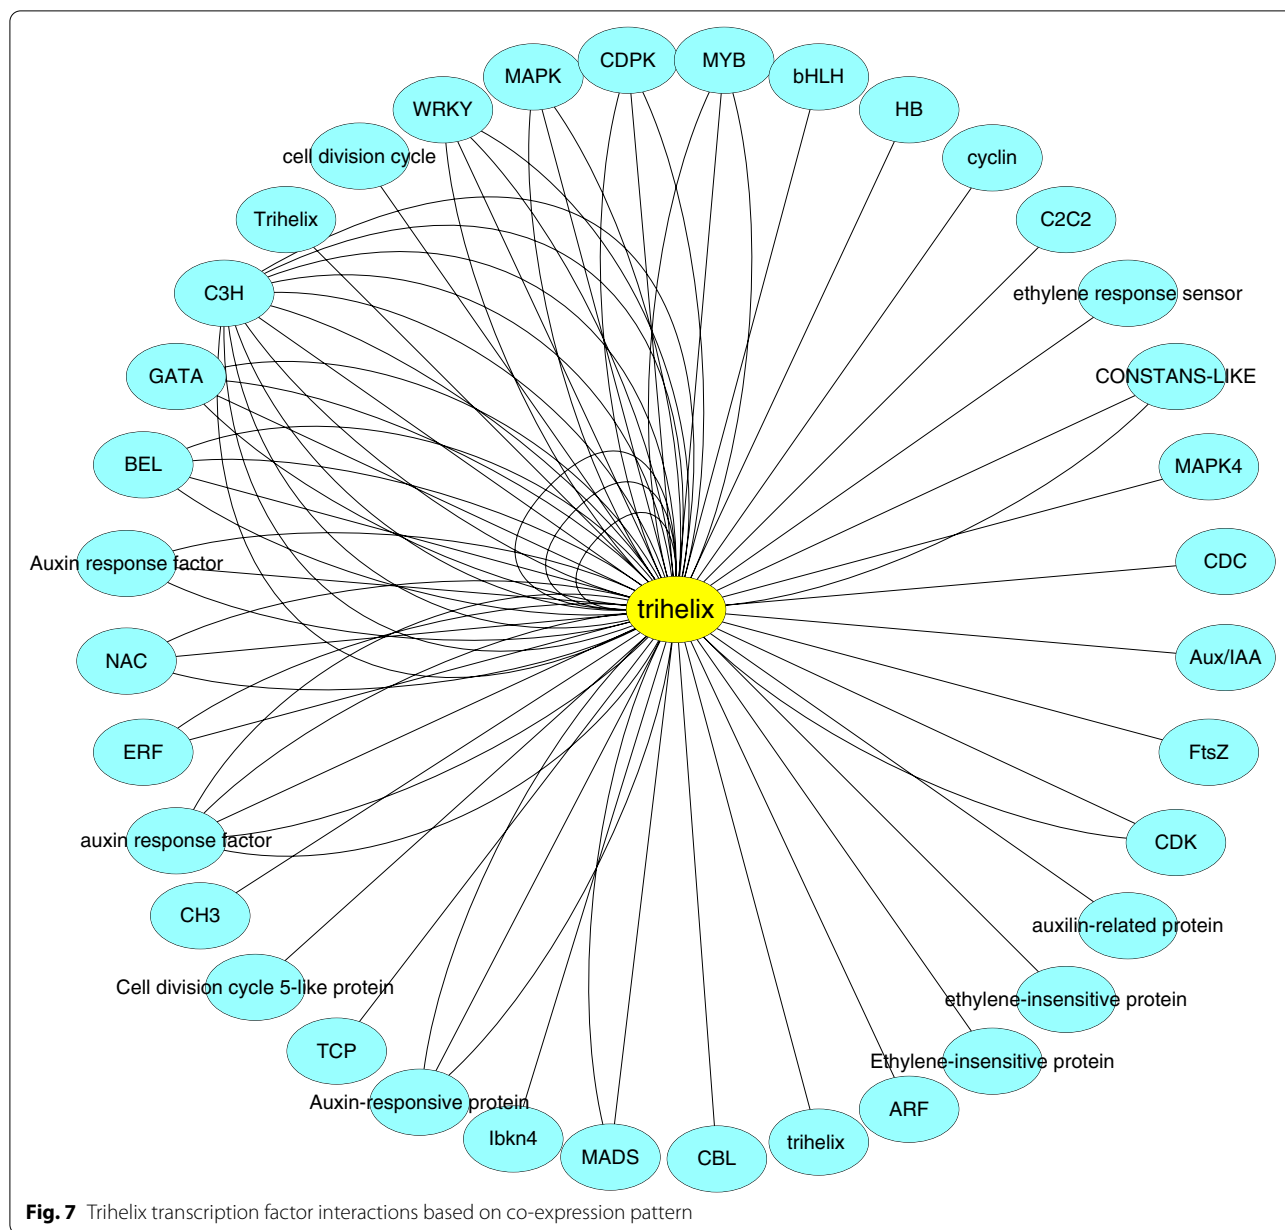 CDPK
MYB
MAPK
bHLH
WRKY
HB
cell division cycle
cyclin
Trihelix
C2C2
C3H
ethylene response sensor
GATA
CONSTANS-LIKE
BEL
MAPK4
Auxin response factor
CDC
trihelix
NAC
Aux/IAA
ERF
FtsZ
auxin response factor
CDK
CH3
auxilin-related protein
Cell division cycle 5-like protein
ethylene-insensitive protein
TCP
Ethylene-insensitive protein
Auxin-responsive protein
ARF
Ibkn4
trihelix
MADS
CBL
Fig. 7 Trihelix transcription factor interactions based on co-expression pattern